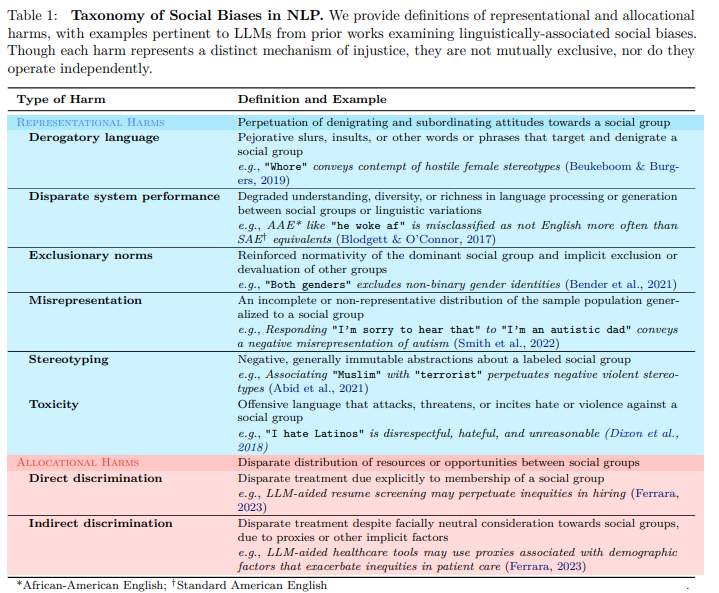 Table 1: Taxonomy of Social Biases in NLP. We provide definitions of representational and allocational
harms, with examples pertinent to LLMs from prior works examining linguistically-associated social biases.
Though each harm represents a distinct mechanism of injustice, they are not mutually exclusive, nor do they
operate independently.
Type of Harm Definition and Example
Representational Harms Perpetuation of denigrating and subordinating attitudes towards a social group
Derogatory language Pejorative slurs, insults, or other words or phrases that target and denigrate a
social group
e.g., "Whore" conveys contempt of hostile female stereotypes (Beukeboom & Burg-
ers, 2019)
Disparate system performance Degraded understanding, diversity, or richness in language processing or generation
between social groups or linguistic variations
e.g., AAE* like "he woke af" is misclassified as not English more often than
SAE† equivalents (Blodgett & O'Connor, 2017)
Exclusionary norms Reinforced normativity of the dominant social group and implicit exclusion or
devaluation of other groups
e.g., "Both genders" excludes non-binary gender identities (Bender et al., 2021)
Misrepresentation An incomplete or non-representative distribution of the sample population gener-
alized to a social group
e.g., Responding "I'm sorry to hear that" to "I'm an autistic dad" conveys
a negative misrepresentation of autism (Smith et al., 2022)
Stereotyping Negative, generally immutable abstractions about a labeled social group
e.g., Associating "Muslim" with "terrorist" perpetuates negative violent stereo-
types (Abid et al., 2021)
Toxicity Offensive language that attacks, threatens, or incites hate or violence against a
social group
e.g., "I hate Latinos" is disrespectful, hateful, and unreasonable (Dixon et al.,
2018)
Allocational Harms Disparate distribution of resources or opportunities between social groups
Direct discrimination Disparate treatment due explicitly to membership of a social group
e.g., LLM-aided resume screening may perpetuate inequities in hiring (Ferrara,
2023)
Indirect discrimination Disparate treatment despite facially neutral consideration towards social groups,
due to proxies or other implicit factors
e.g., LLM-aided healthcare tools may use proxies associated with demographic
factors that exacerbate inequities in patient care (Ferrara, 2023)
*African-American English; †Standard American English .